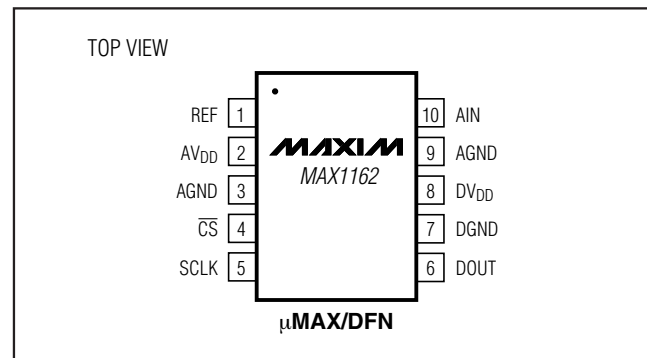 TOP VIEW
REF 1
AVDD 2
AGND 3
CS 4
SCLK 5
10 AIN
9 AGND
8 DVDD
7 DGND
6 DOUT
MAXIM
MAX1162
µMAX/DFN